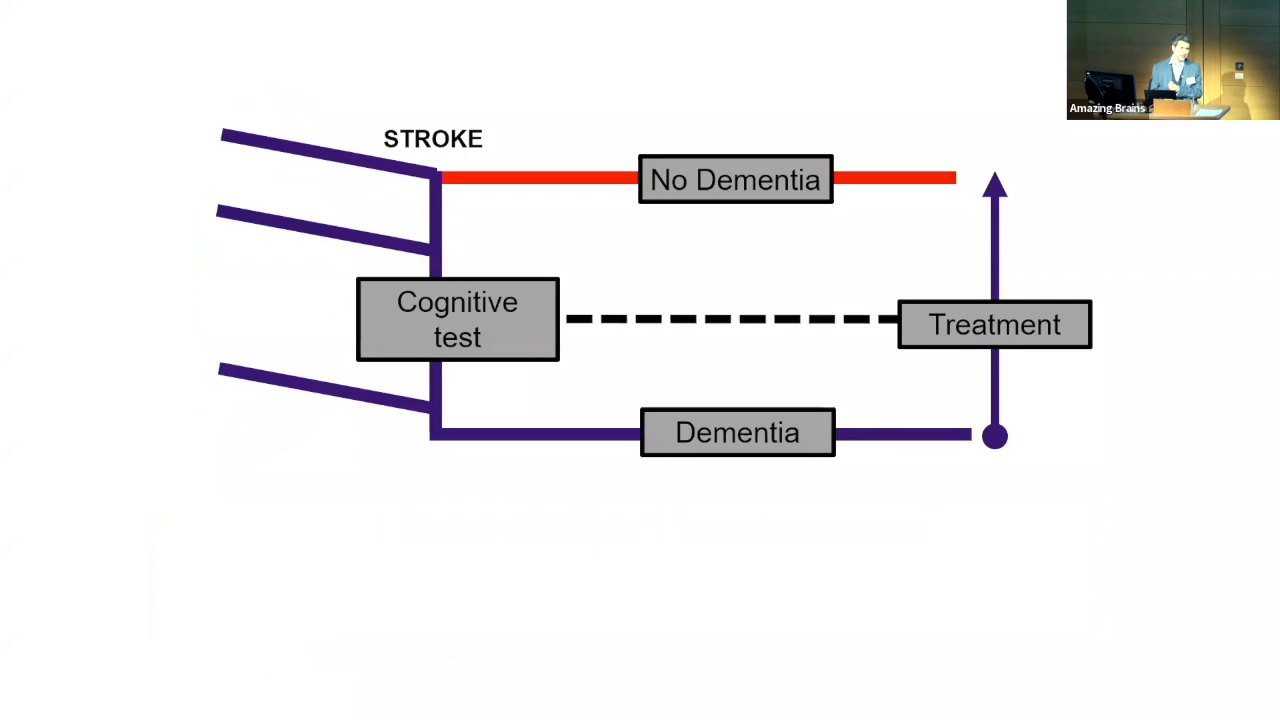 Amazing Brains
STROKE
No Dementia
Cognitive
test
Treatment
Dementia